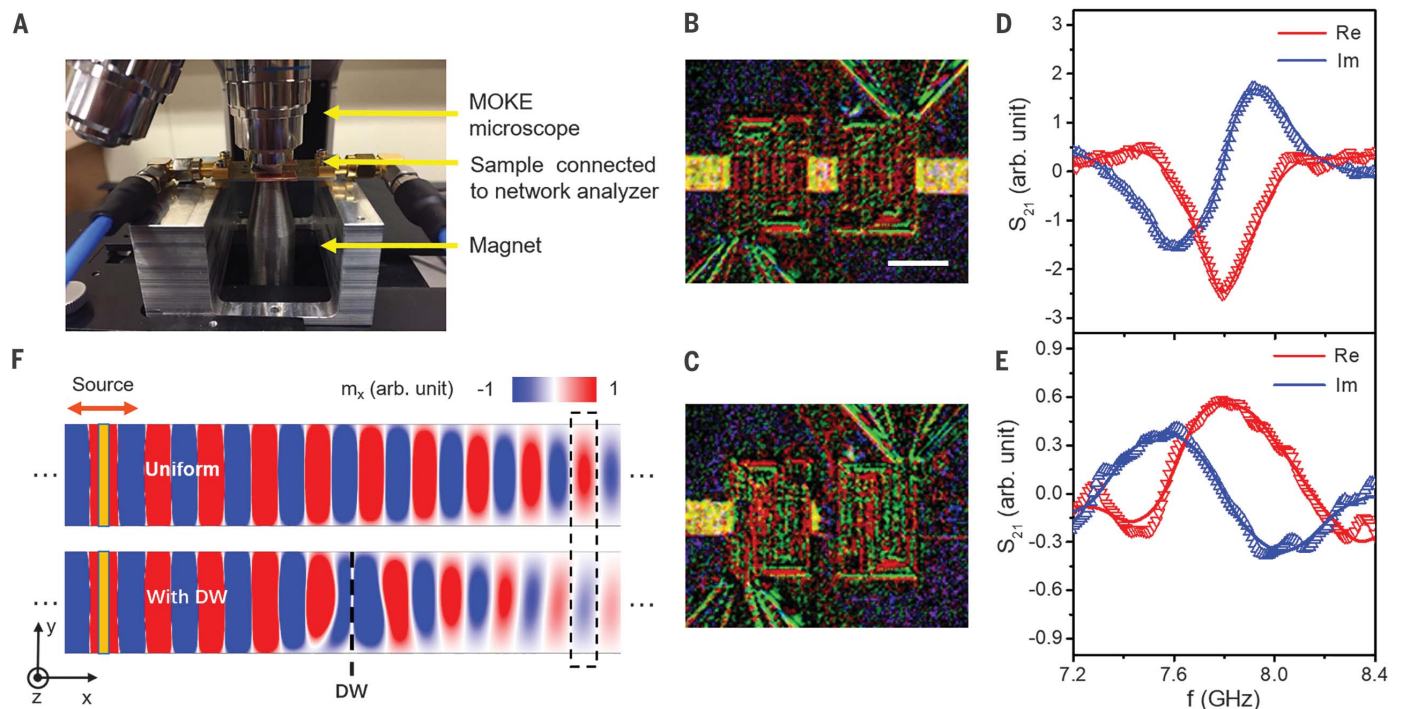 A
MOKE
microscope
Sample connected
to network analyzer
Magnet
B
C
D
Re
Im
S21 (arb. unit)
3
2
1
0
-1
-2
-3
E
Re
Im
S21 (arb. unit)
0.9
0.6
0.3
0.0
-0.3
-0.6
-0.9
7.2 7.6 8.0 8.4
f (GHz)
F
Source
mx (arb. unit) -1 1
... Uniform ...
... With DW ...
y
z x
DW